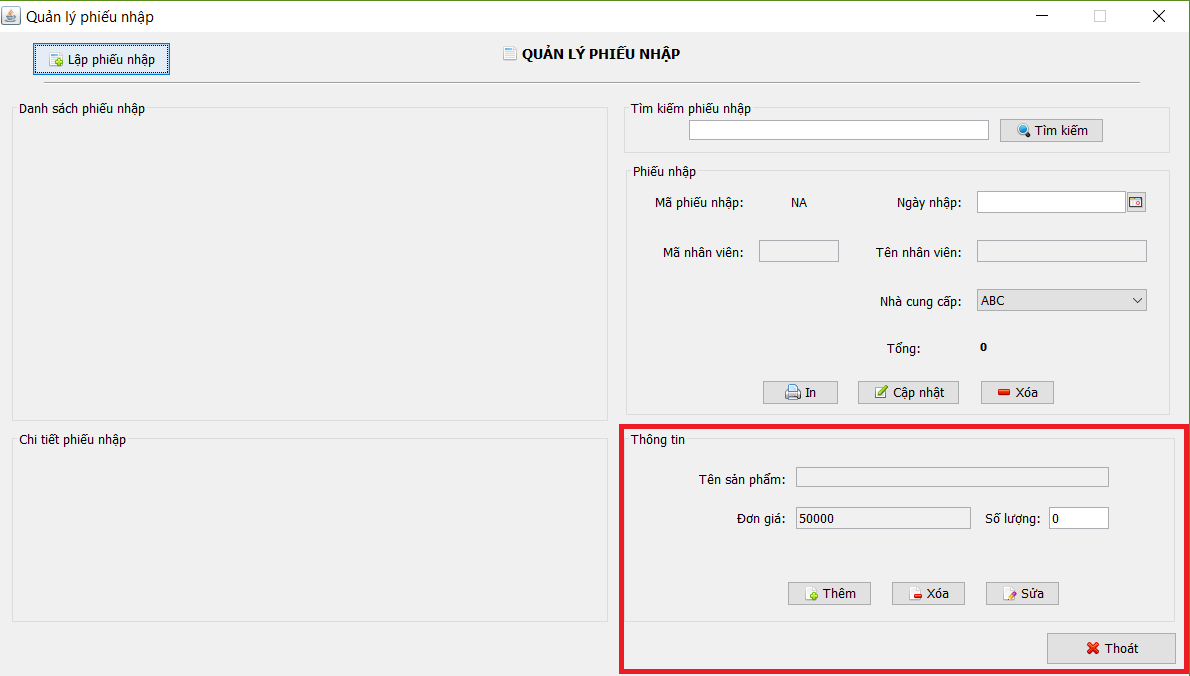 Quản lý phiếu nhập
Lập phiếu nhập
QUẢN LÝ PHIẾU NHẬP
Danh sách phiếu nhập
Tìm kiếm phiếu nhập
Tìm kiếm
Phiếu nhập
Mã phiếu nhập: NA Ngày nhập:
Mã nhân viên: Tên nhân viên:
Nhà cung cấp: ABC
Tổng: 0
In Cập nhật Xóa
Chi tiết phiếu nhập
Thông tin
Tên sản phẩm:
Đơn giá: 50000 Số lượng: 0
Thêm Xóa Sửa
Thoát